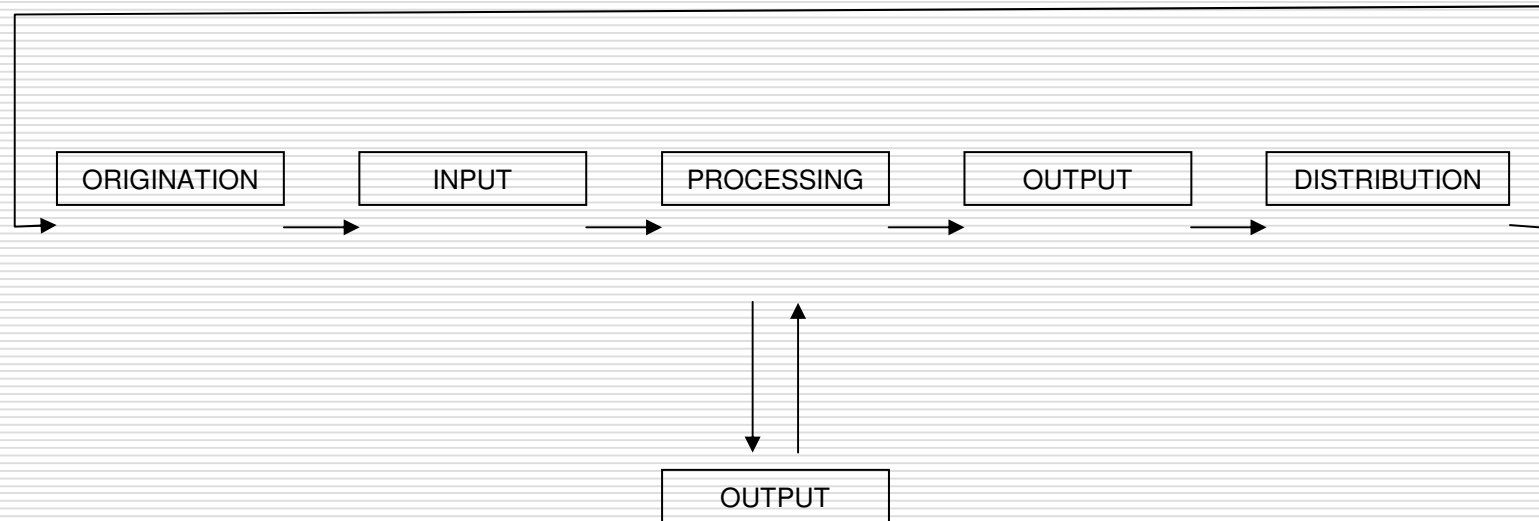 ORIGINATION
INPUT
PROCESSING
OUTPUT
DISTRIBUTION
OUTPUT